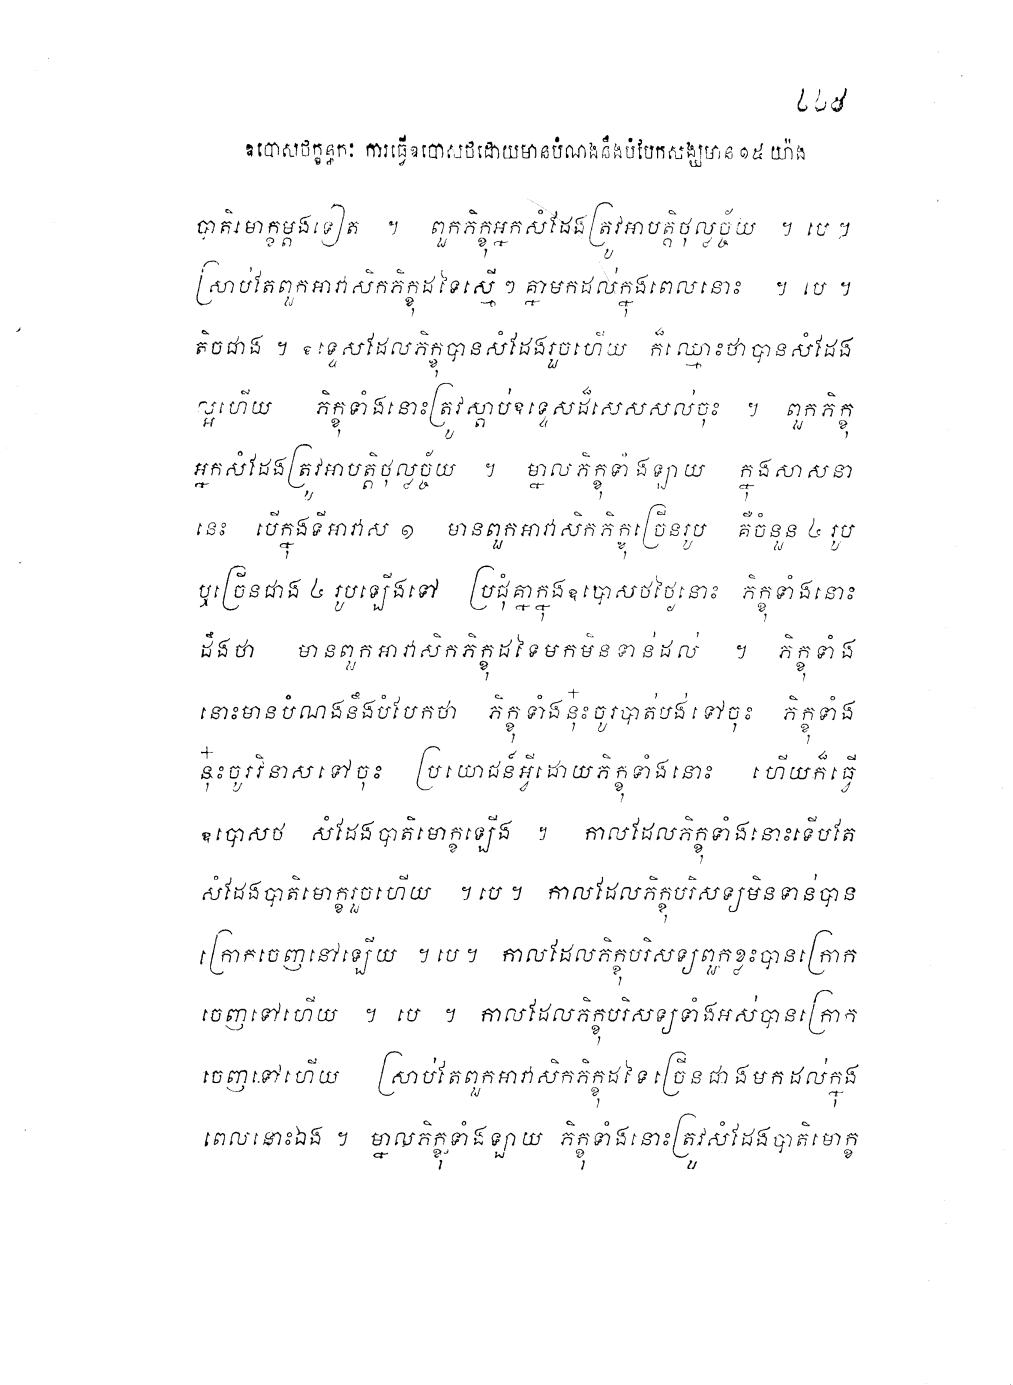 ៤៤៧
ឧបោសថក្ខន្ធកៈ ការធ្វើឧបោសថដោយមានបំណងនឹងបំបែកសង្ឃមាន ១៥ យ៉ាង
បាតិមោក្ខម្តងទៀត ។ ពួកភិក្ខុអ្នកសំដែងត្រូវអាបត្តិថុល្លច្ច័យ ។ បេ ។
ស្រាប់តែពួកអាវាសិកភិក្ខុដទៃស្មើ ៗ គ្នាមកដល់ក្នុងពេលនោះ ។ បេ ។
តិចជាង ។ ឧទ្ទេសដែលភិក្ខុបានសំដែងរួចហើយ ក៏ឈ្មោះថាបានសំដែង
ល្អហើយ ភិក្ខុទាំងនោះត្រូវស្តាប់ឧទ្ទេសដ៏សេសសល់ចុះ ។ ពួកភិក្ខុ
អ្នកសំដែងត្រូវអាបត្តិថុល្លច្ច័យ ។ ម្នាលភិក្ខុទាំងឡាយ ក្នុងសាសនា
នេះ បើក្នុងទីអាវាស ១ មានពួកអាវាសិកភិក្ខុច្រើនរូប គឺចំនួន ៤ រូប
ឬច្រើនជាង ៤ រូបឡើងទៅ ប្រជុំគ្នាក្នុងឧបោសថថ្ងៃនោះ ភិក្ខុទាំងនោះ
ដឹងថា មានពួកអាវាសិកភិក្ខុដទៃមកមិនទាន់ដល់ ។ ភិក្ខុទាំង
នោះមានបំណងនឹងបំបែកថា ភិក្ខុទាំងនុ៎ះចូរបាត់បង់ទៅចុះ ភិក្ខុទាំង
នុ៎ះចូរវិនាសទៅចុះ ប្រយោជន៍អ្វីដោយភិក្ខុទាំងនោះ ហើយក៏ធ្វើ
ឧបោសថ សំដែងបាតិមោក្ខឡើង ។ កាលដែលភិក្ខុទាំងនោះទើបតែ
សំដែងបាតិមោក្ខរួចហើយ ។ បេ ។ កាលដែលភិក្ខុបរិសទ្យមិនទាន់បាន
ក្រោកចេញនៅឡើយ ។ បេ ។ កាលដែលភិក្ខុបរិសទ្យពួកខ្លះបានក្រោក
ចេញទៅហើយ ។ បេ ។ កាលដែលភិក្ខុបរិសទ្យទាំងអស់បានក្រោក
ចេញទៅហើយ ស្រាប់តែពួកអាវាសិកភិក្ខុដទៃច្រើនជាងមកដល់ក្នុង
ពេលនោះឯង ។ ម្នាលភិក្ខុទាំងឡាយ ភិក្ខុទាំងនោះត្រូវសំដែងបាតិមោក្ខ